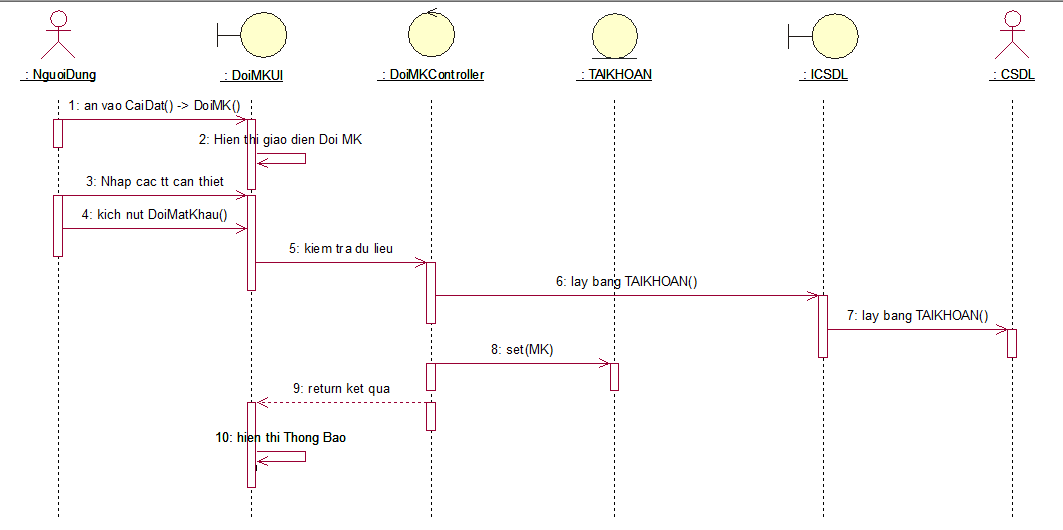 : NguoiDung
: DoiMKUI
: DoiMKController
: TAIKHOAN
: ICSDL
: CSDL
1: an vao CaiDat() -> DoiMK()
2: Hien thi giao dien Doi MK
3: Nhap cac tt can thiet
4: kich nut DoiMatKhau()
5: kiem tra du lieu
6: lay bang TAIKHOAN()
7: lay bang TAIKHOAN()
8: set(MK)
9: return ket qua
10: hien thi Thong Bao